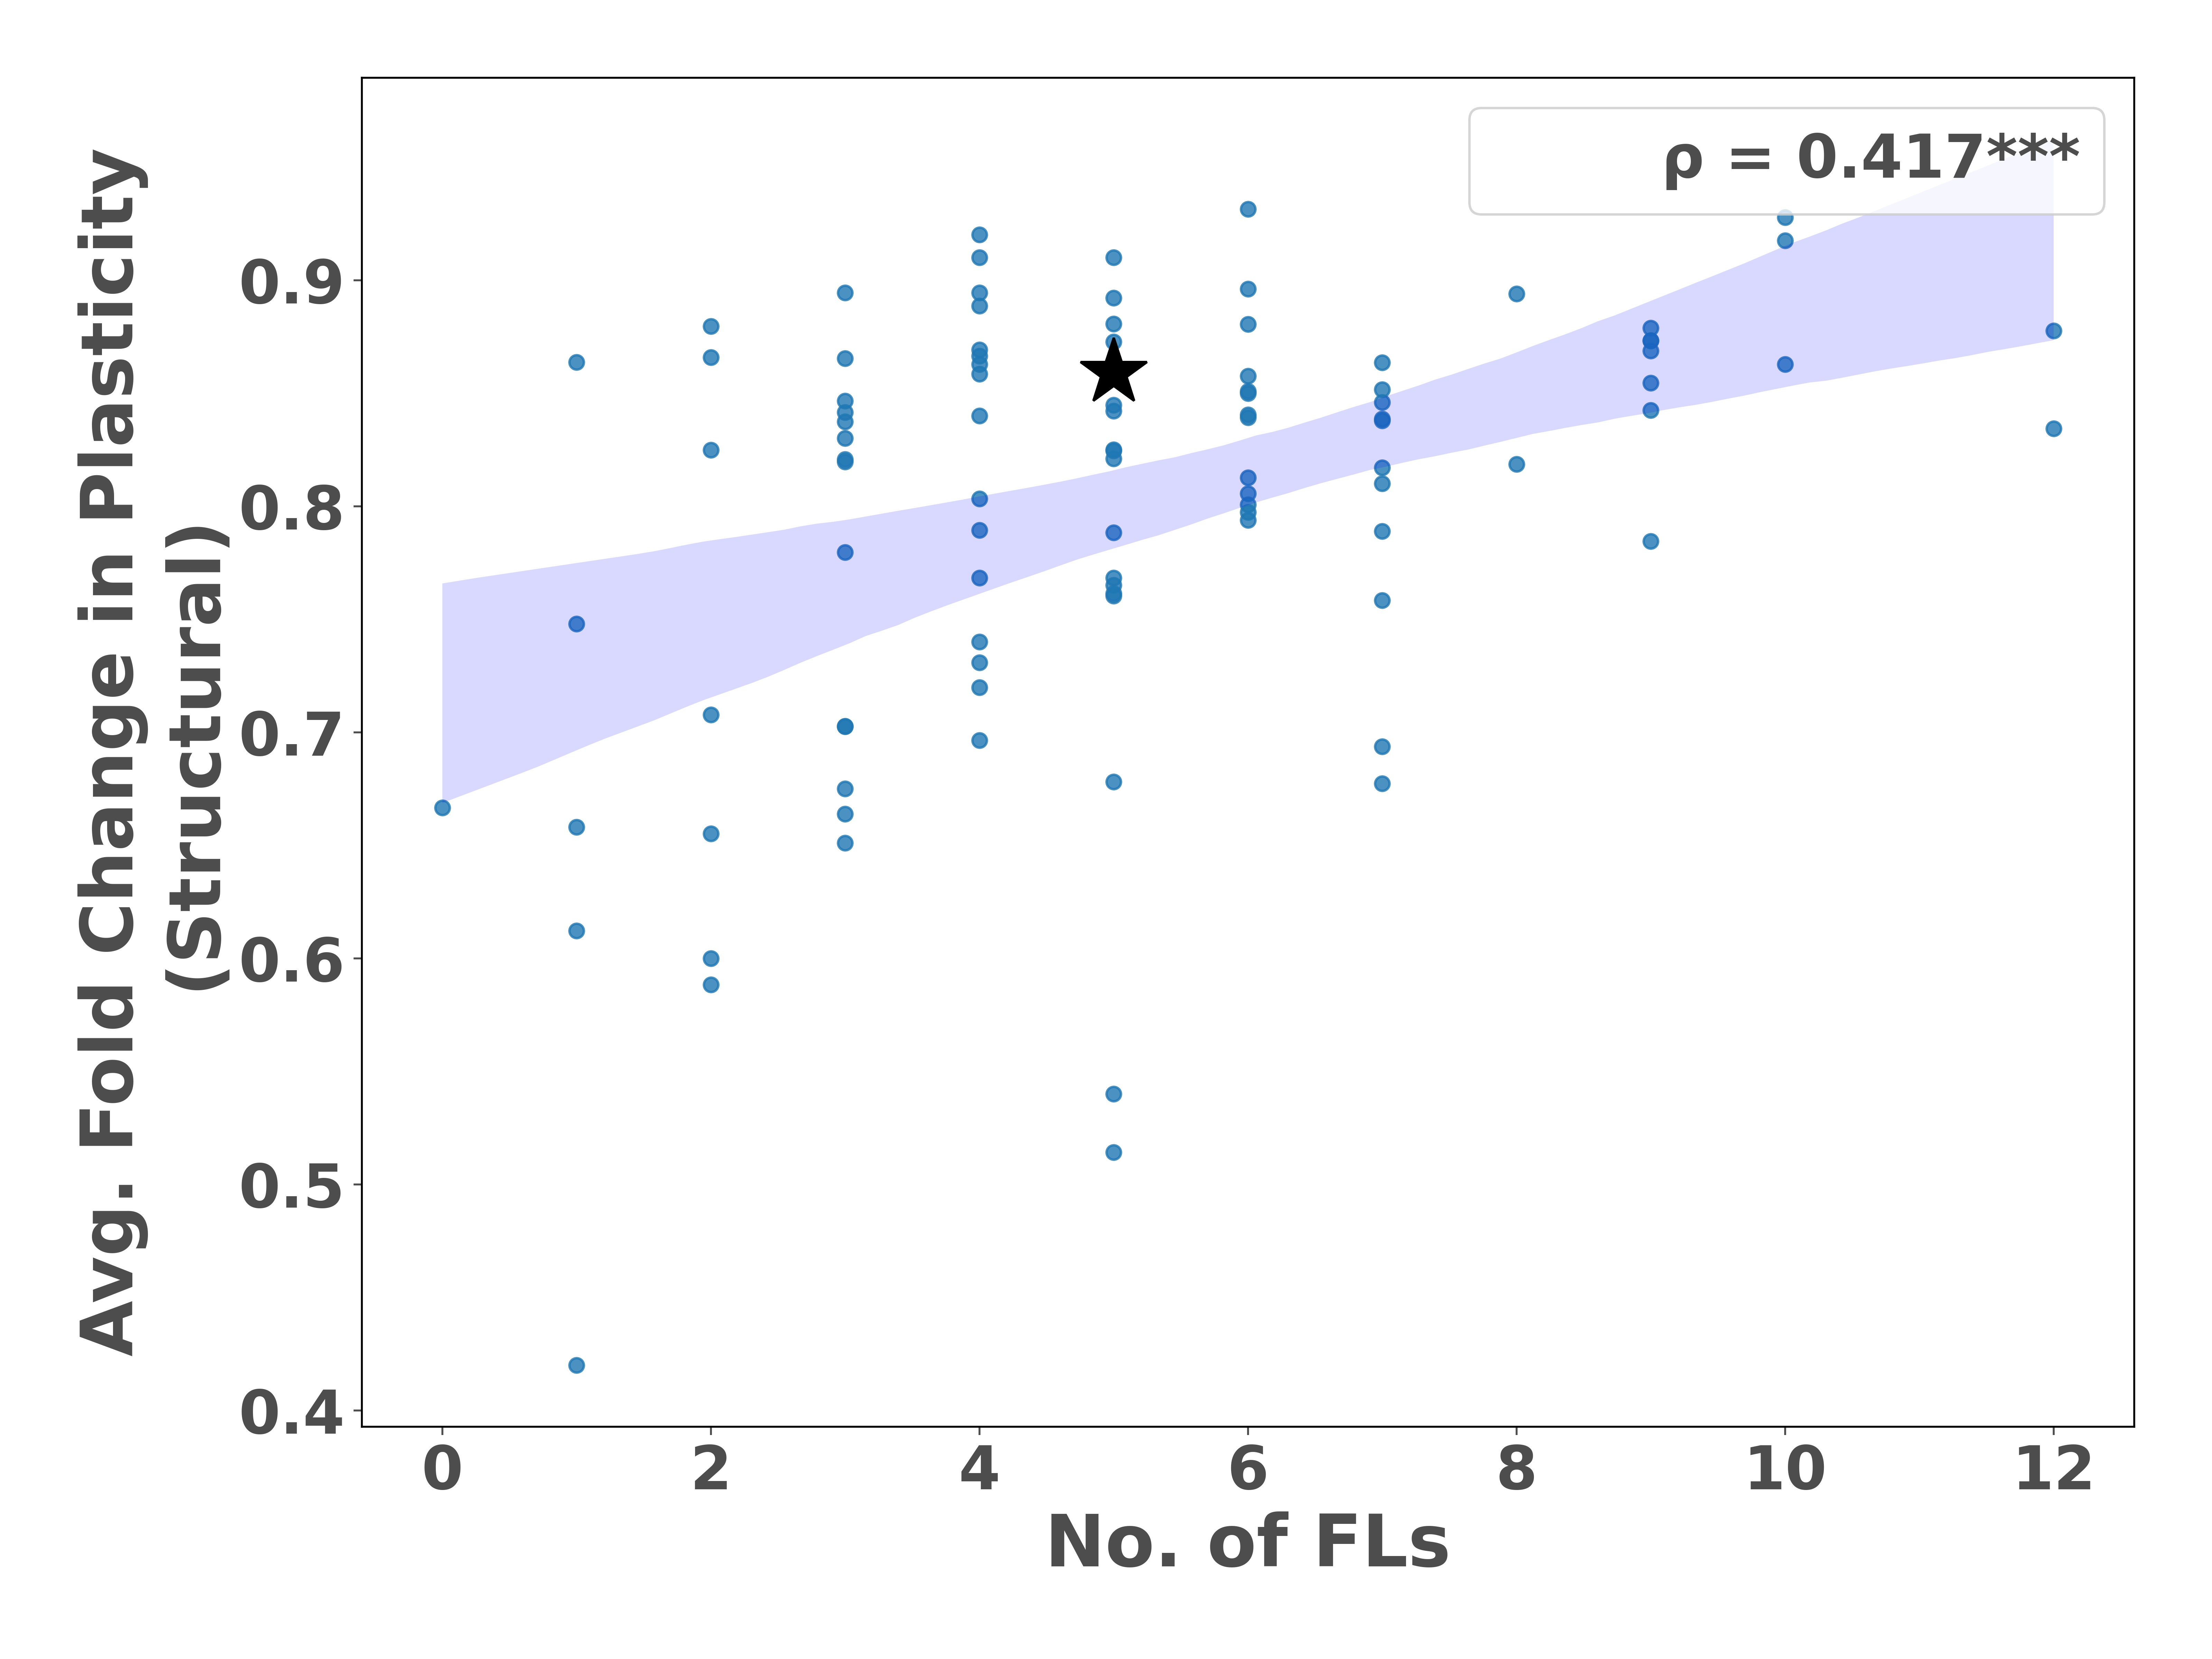 ρ = 0.417***
Avg. Fold Change in Plasticity
(Structural)
0.9
0.8
0.7
0.6
0.5
0.4
0 2 4 6 8 10 12
No. of FLs